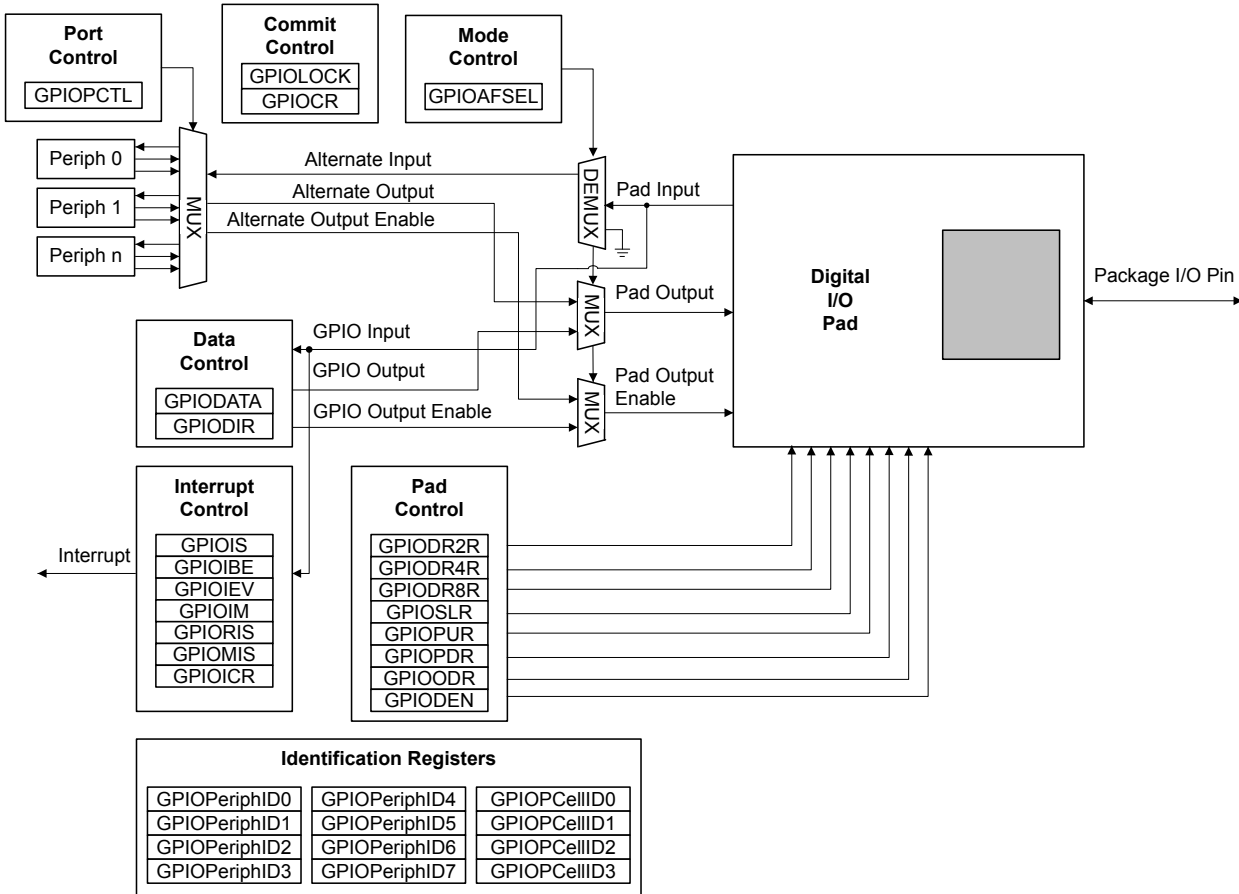 Port
Control
GPIOPCTL
Commit
Control
GPIOLOCK
GPIOCR
Mode
Control
GPIOAFSEL
Periph 0
Periph 1
Periph n
MUX
Alternate Input
Alternate Output
Alternate Output Enable
DEMUX
Pad Input
MUX
Pad Output
MUX
Pad Output
Enable
Digital
I/O
Pad
Package I/O Pin
Data
Control
GPIODATA
GPIODIR
GPIO Input
GPIO Output
GPIO Output Enable
Interrupt
Control
GPIOIS
GPIOIBE
GPIOIEV
GPIOIM
GPIORIS
GPIOMIS
GPIOICR
Interrupt
Pad
Control
GPIODR2R
GPIODR4R
GPIODR8R
GPIOSLR
GPIOPUR
GPIOPDR
GPIOODR
GPIODEN
Identification Registers
GPIOPeriphID0
GPIOPeriphID1
GPIOPeriphID2
GPIOPeriphID3
GPIOPeriphID4
GPIOPeriphID5
GPIOPeriphID6
GPIOPeriphID7
GPIOPCellID0
GPIOPCellID1
GPIOPCellID2
GPIOPCellID3